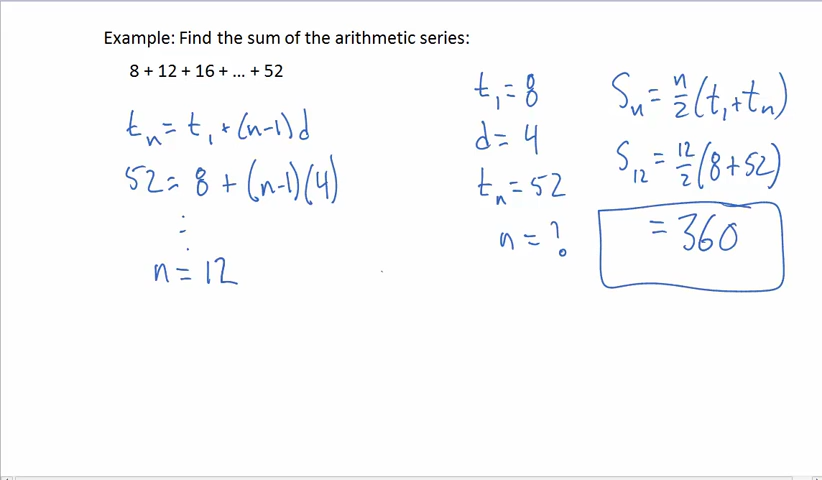 Example: Find the sum of the arithmetic series:
8 + 12 + 16 + ... + 52
tₙ = t₁ + (n-1)d
52 = 8 + (n-1)(4)
⋮
n = 12
t₁ = 8
d = 4
tₙ = 52
n = ?
Sₙ = n/2 (t₁ + tₙ)
S₁₂ = 12/2 (8 + 52)
= 360